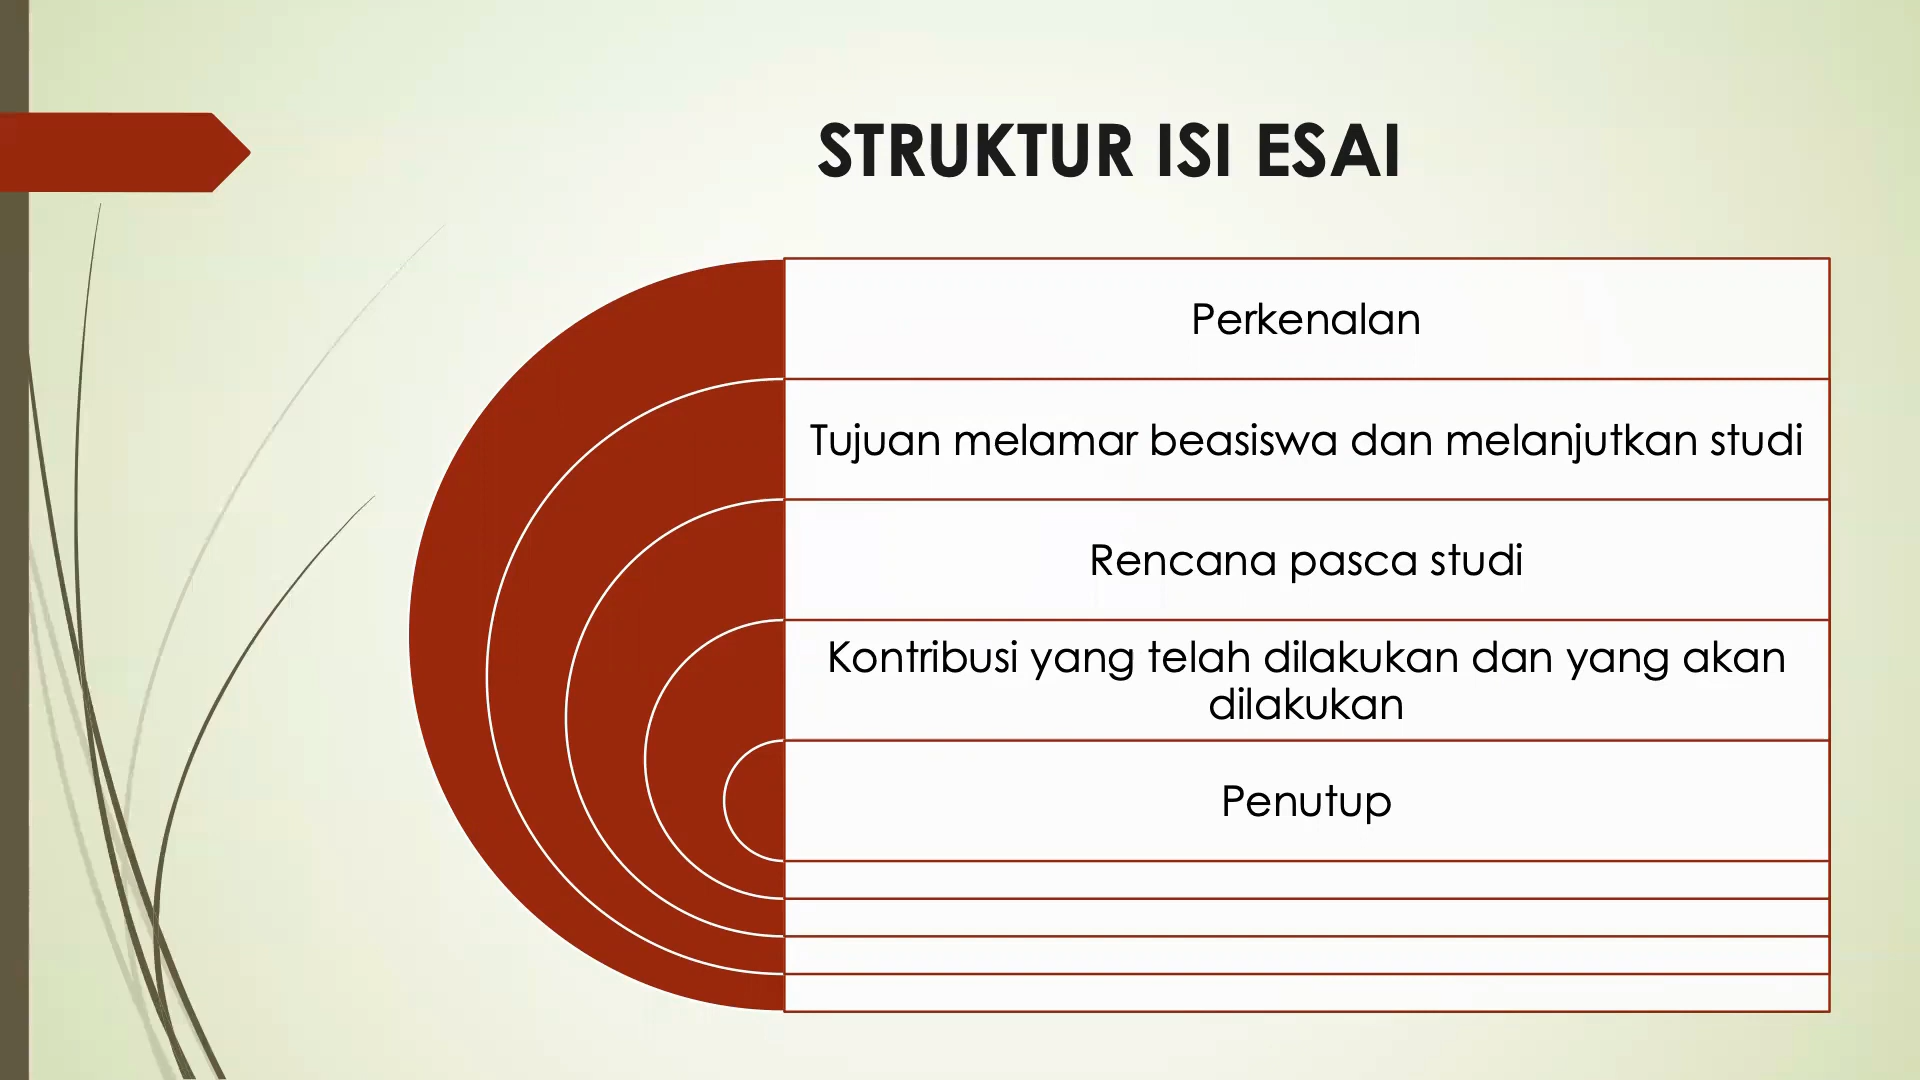 STRUKTUR ISI ESAI
Perkenalan
Tujuan melamar beasiswa dan melanjutkan studi
Rencana pasca studi
Kontribusi yang telah dilakukan dan yang akan
dilakukan
Penutup